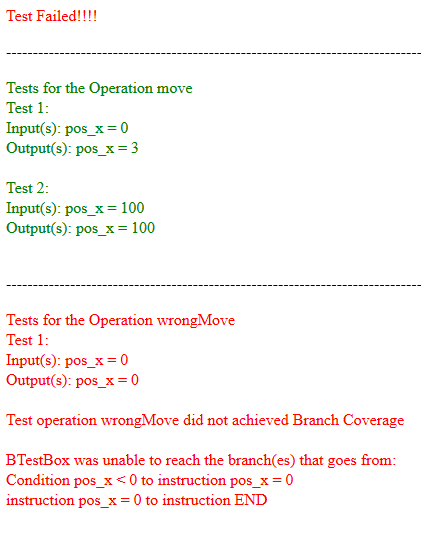 Test Failed!!!!
--------------------------------------------------------------------------------
Tests for the Operation move
Test 1:
Input(s): pos_x = 0
Output(s): pos_x = 3
Test 2:
Input(s): pos_x = 100
Output(s): pos_x = 100
--------------------------------------------------------------------------------
Tests for the Operation wrongMove
Test 1:
Input(s): pos_x = 0
Output(s): pos_x = 0
Test operation wrongMove did not achieved Branch Coverage
BTestBox was unable to reach the branch(es) that goes from:
Condition pos_x < 0 to instruction pos_x = 0
instruction pos_x = 0 to instruction END